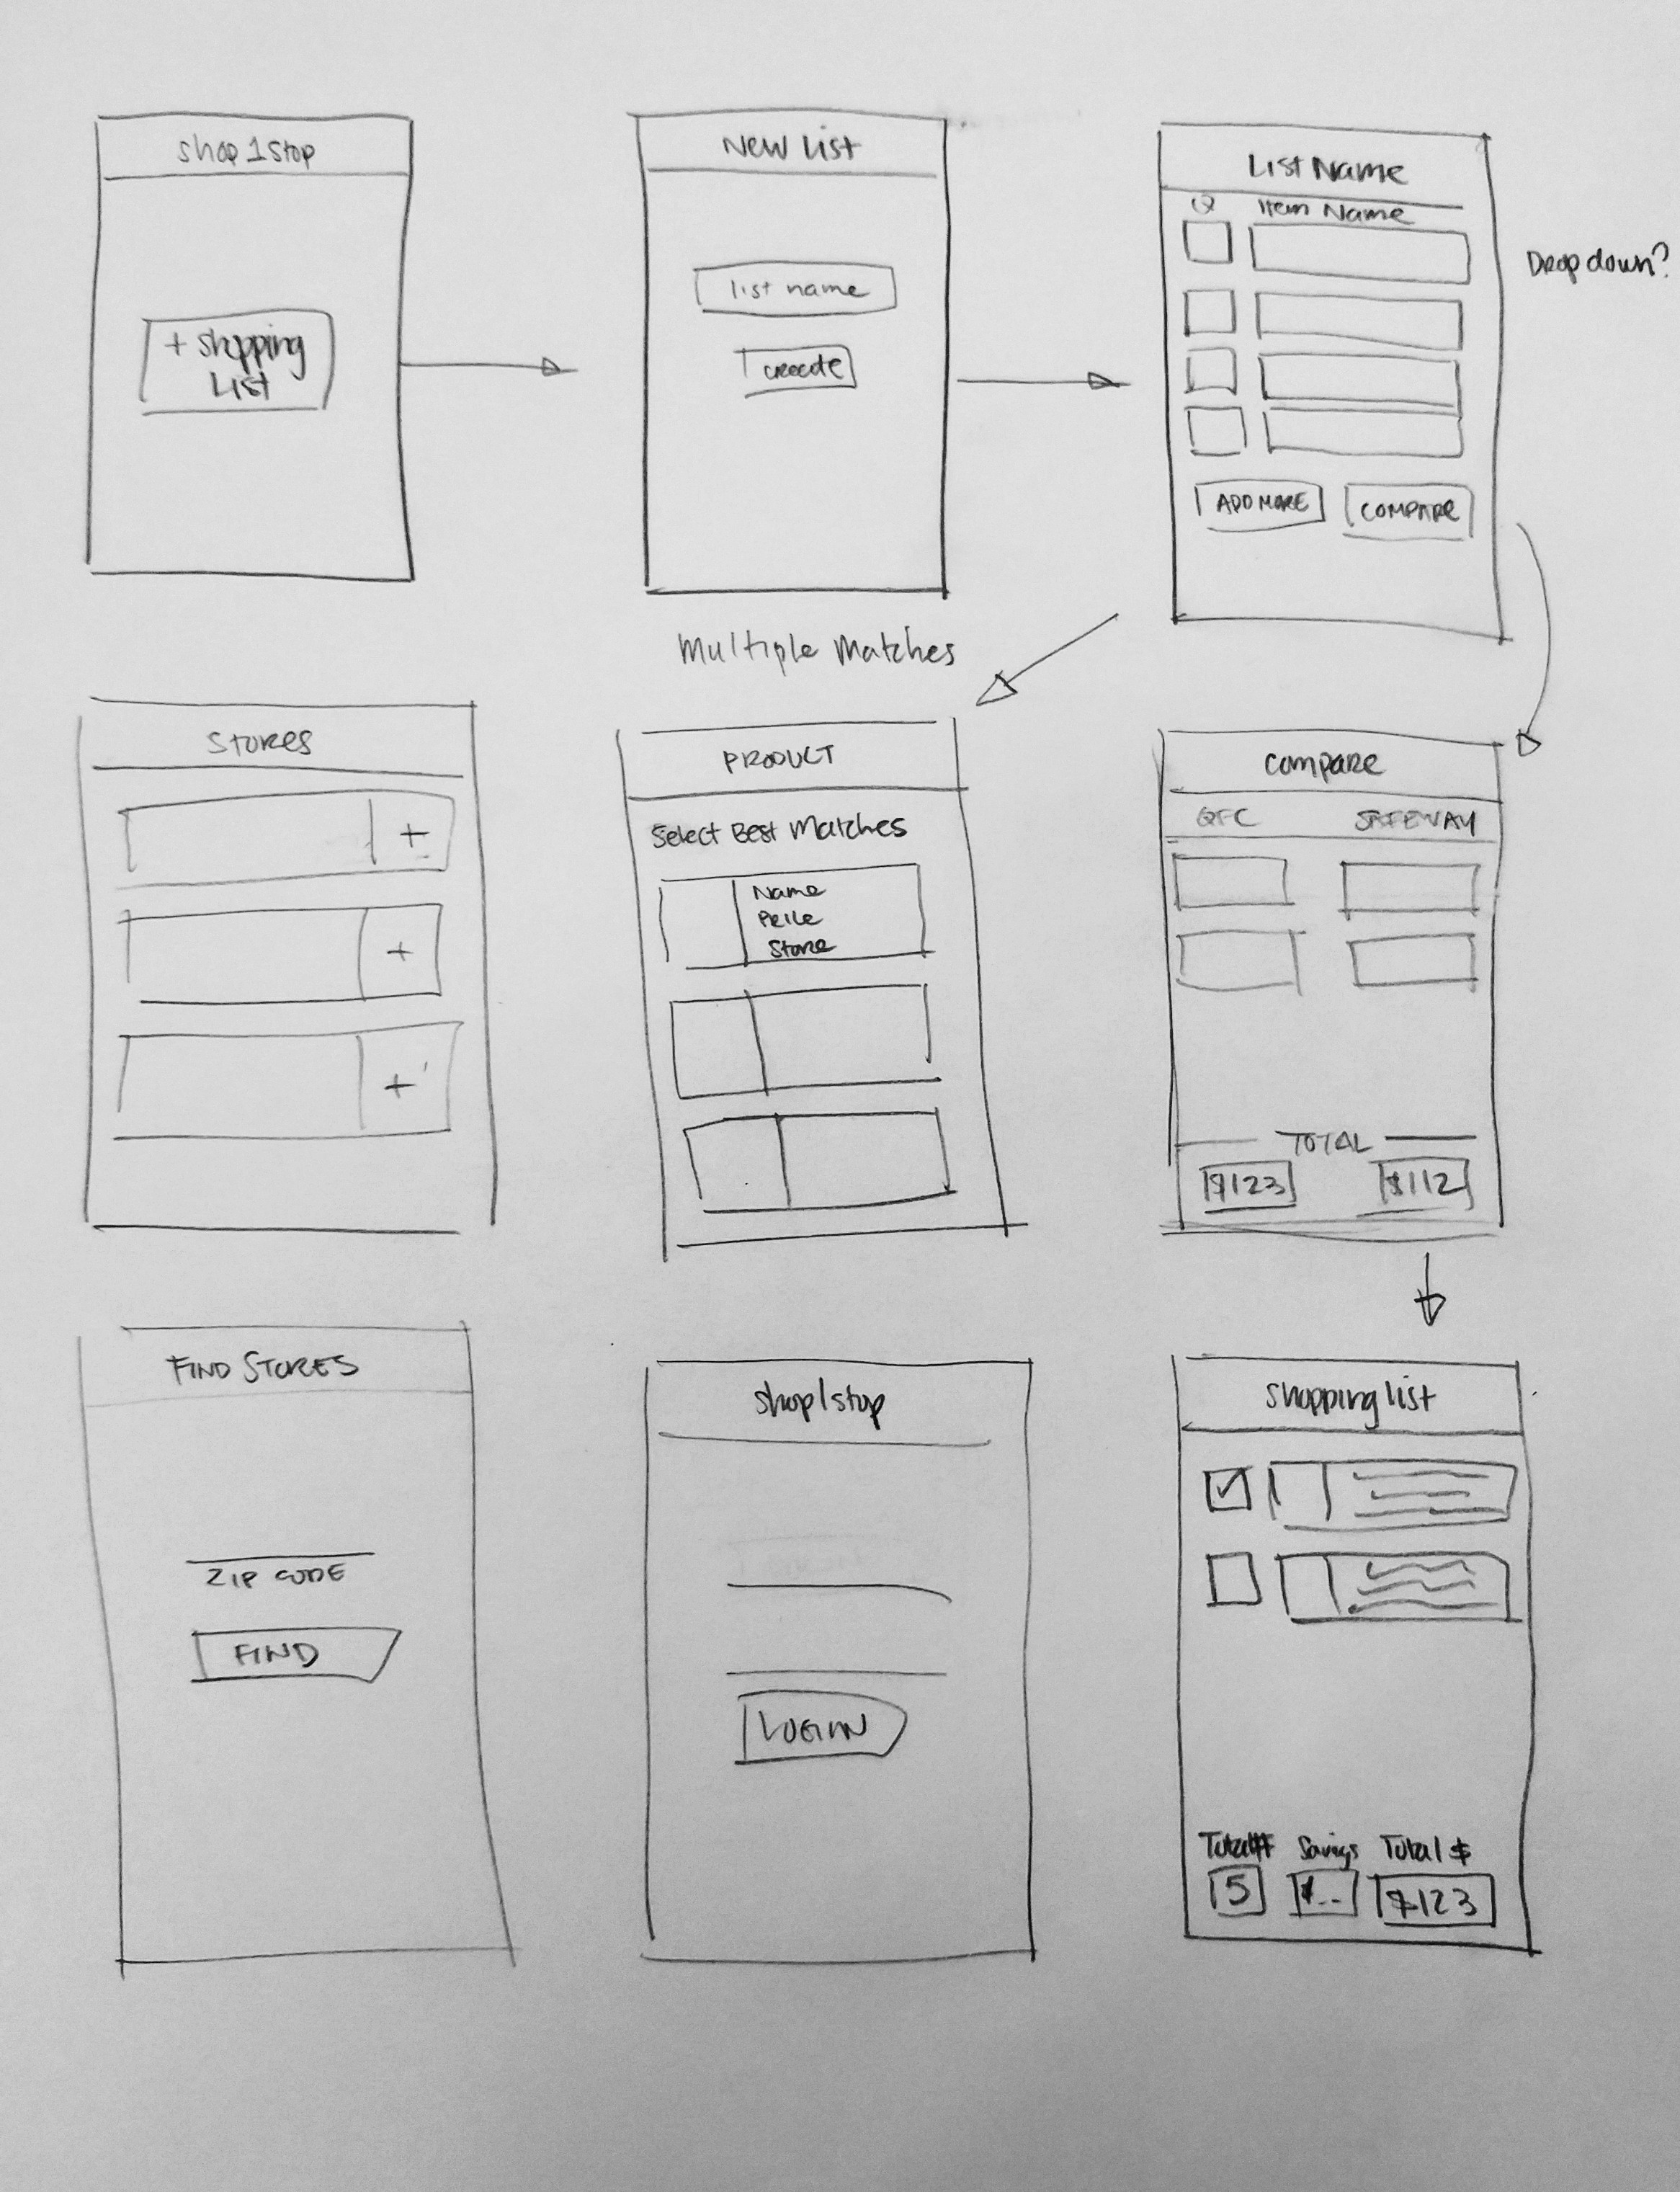 shop 1 stop
+ Shopping
List
New List
list name
create
List Name
Q Item Name
ADD MORE
COMPARE
Drop down?
Multiple Matches
Stores
+
+
+
PRODUCT
Select Best Matches
Name
Price
Store
Compare
QFC SAFEWAY
TOTAL
$123 $112
FIND STORES
ZIP CODE
FIND
shop1stop
LOGIN
Shopping list
Total# Savings Total $
5 $-- $123